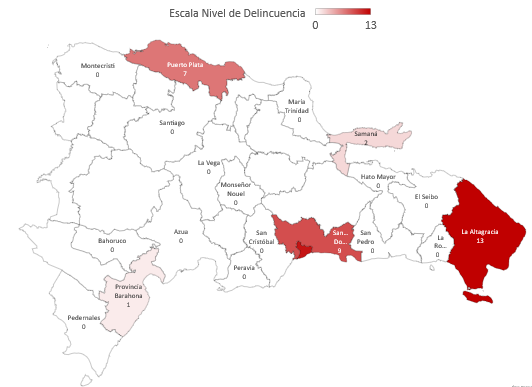 Escala Nivel de Delincuencia
0
13
Montecristi
0
Puerto Plata
7
María
Trinidad
0
Santiago
0
Samaná
2
La Vega
0
Hato Mayor
0
Monseñor
Nouel
0
El Seibo
0
Azua
0
San
Cristóbal
0
San...
Do...
9
San
Pedro
0
La
Ro...
0
La Altagracia
13
Bahoruco
0
Peravia
0
Provincia
Barahona
1
Pedernales
0